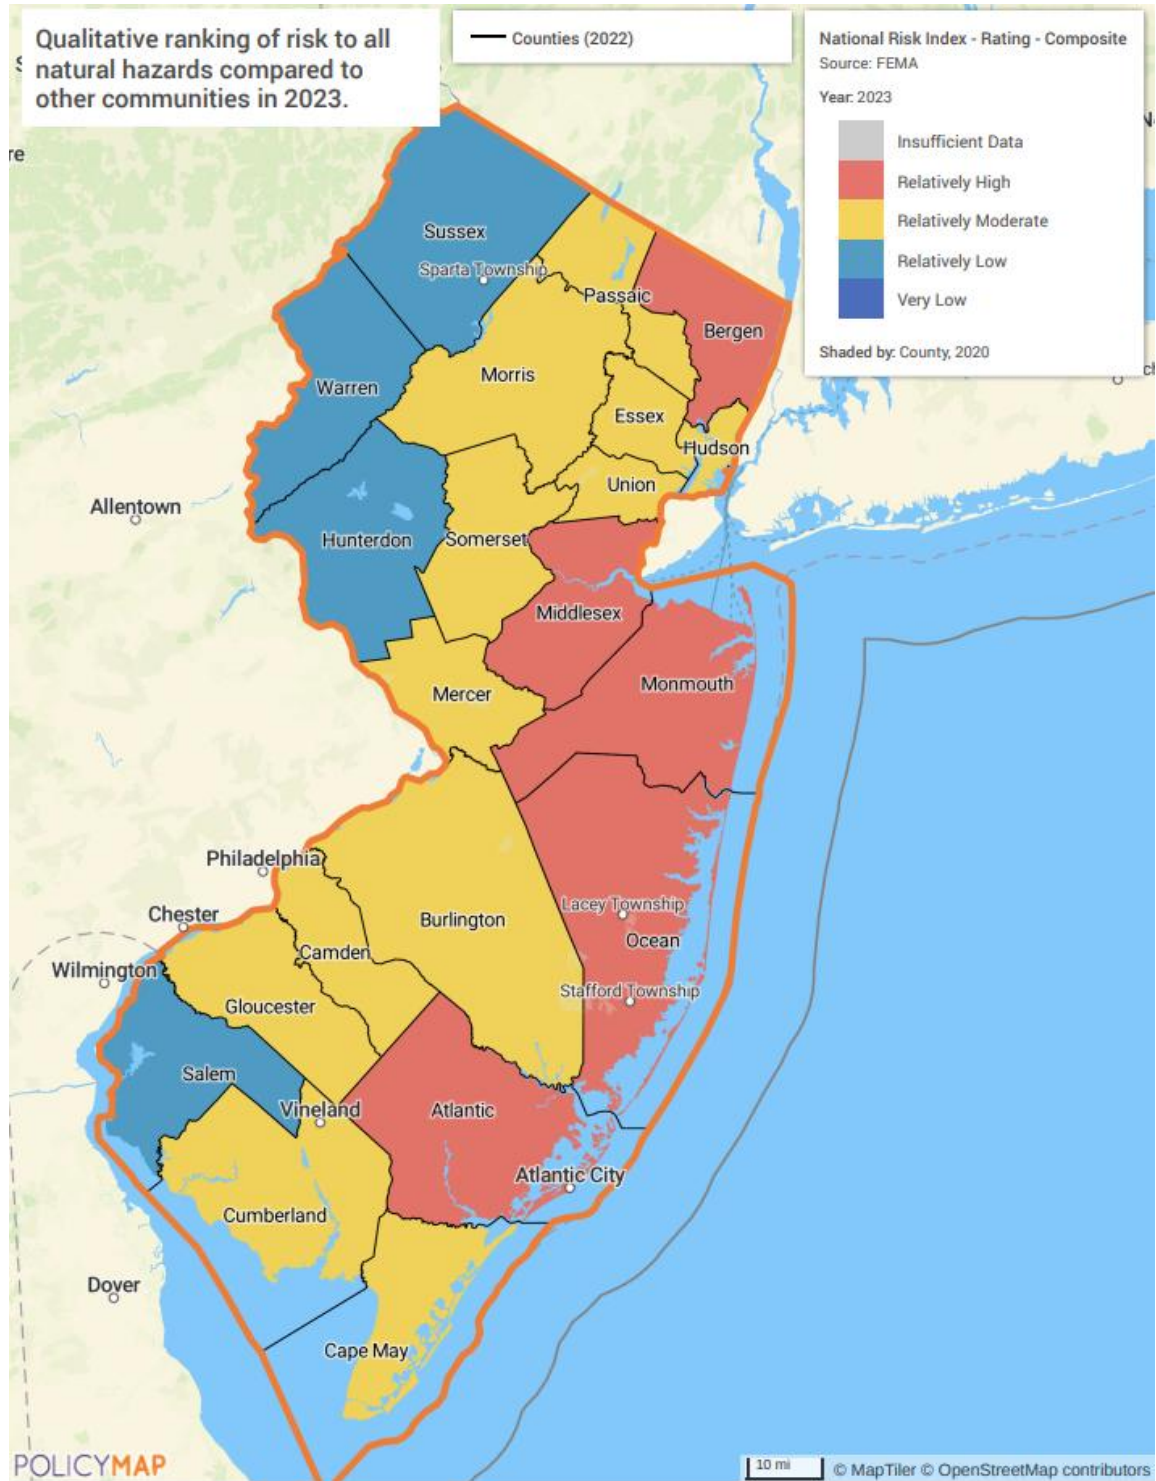 Qualitative ranking of risk to all
natural hazards compared to
other communities in 2023.
Counties (2022)
National Risk Index - Rating - Composite
Source: FEMA
Year: 2023
Insufficient Data
Relatively High
Relatively Moderate
Relatively Low
Very Low
Shaded by: County, 2020
re
Sussex
Sparta Township
Passaic
Bergen
Warren
Morris
Essex
Hudson
Union
Allentown
Hunterdon
Somerset
Middlesex
Monmouth
Mercer
Philadelphia
Chester
Lacey Township
Burlington
Ocean
Camden
Wilmington
Stafford Township
Gloucester
Salem
Vineland
Atlantic
Atlantic City
Cumberland
Dover
Cape May
POLICYMAP
10 mi
© MapTiler © OpenStreetMap contributors